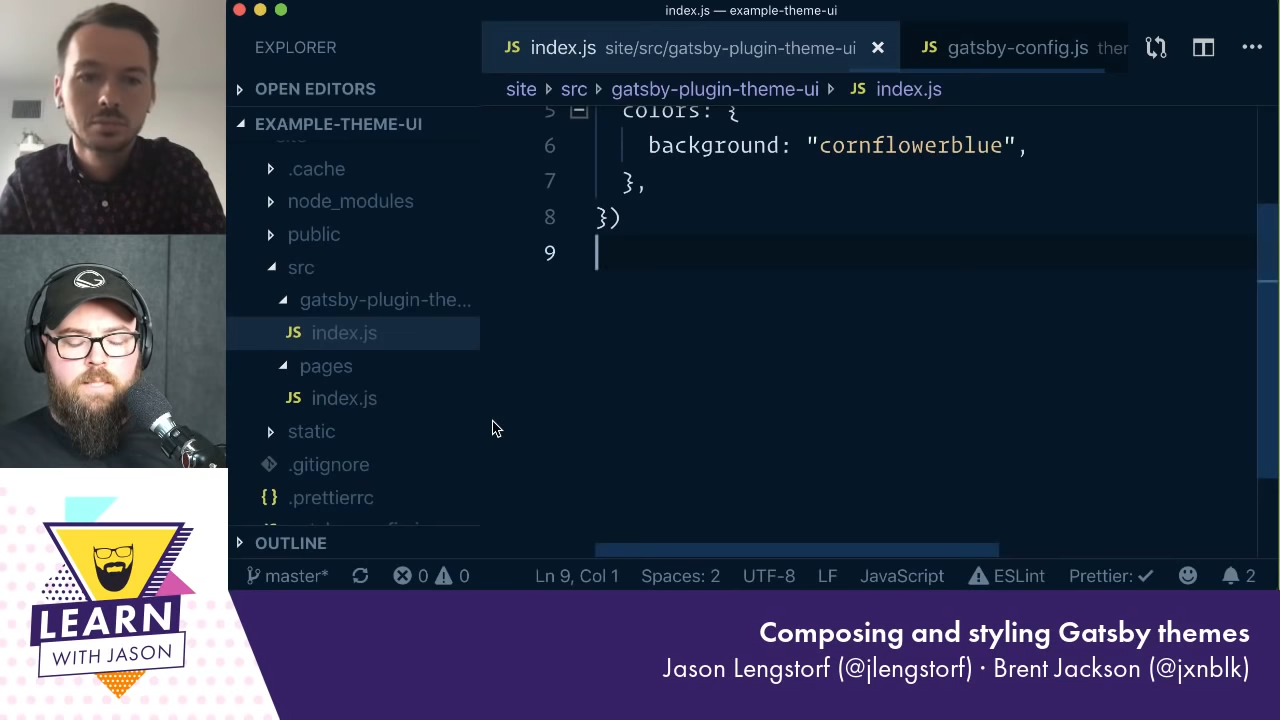 index.js — example-theme-ui
EXPLORER
OPEN EDITORS
EXAMPLE-THEME-UI
.cache
node_modules
public
src
gatsby-plugin-the...
JS index.js
pages
JS index.js
static
.gitignore
{ } .prettierrc
OUTLINE
JS index.js site/src/gatsby-plugin-theme-ui
JS gatsby-config.js ther
site src gatsby-plugin-theme-ui JS index.js
5 colors: {
6 background: "cornflowerblue",
7 },
8 })
9
master* 0 0 Ln 9, Col 1 Spaces: 2 UTF-8 LF JavaScript ESLint Prettier: 2
LEARN
WITH JASON
Composing and styling Gatsby themes
Jason Lengstorf (@jlengstorf) · Brent Jackson (@jxnblk)